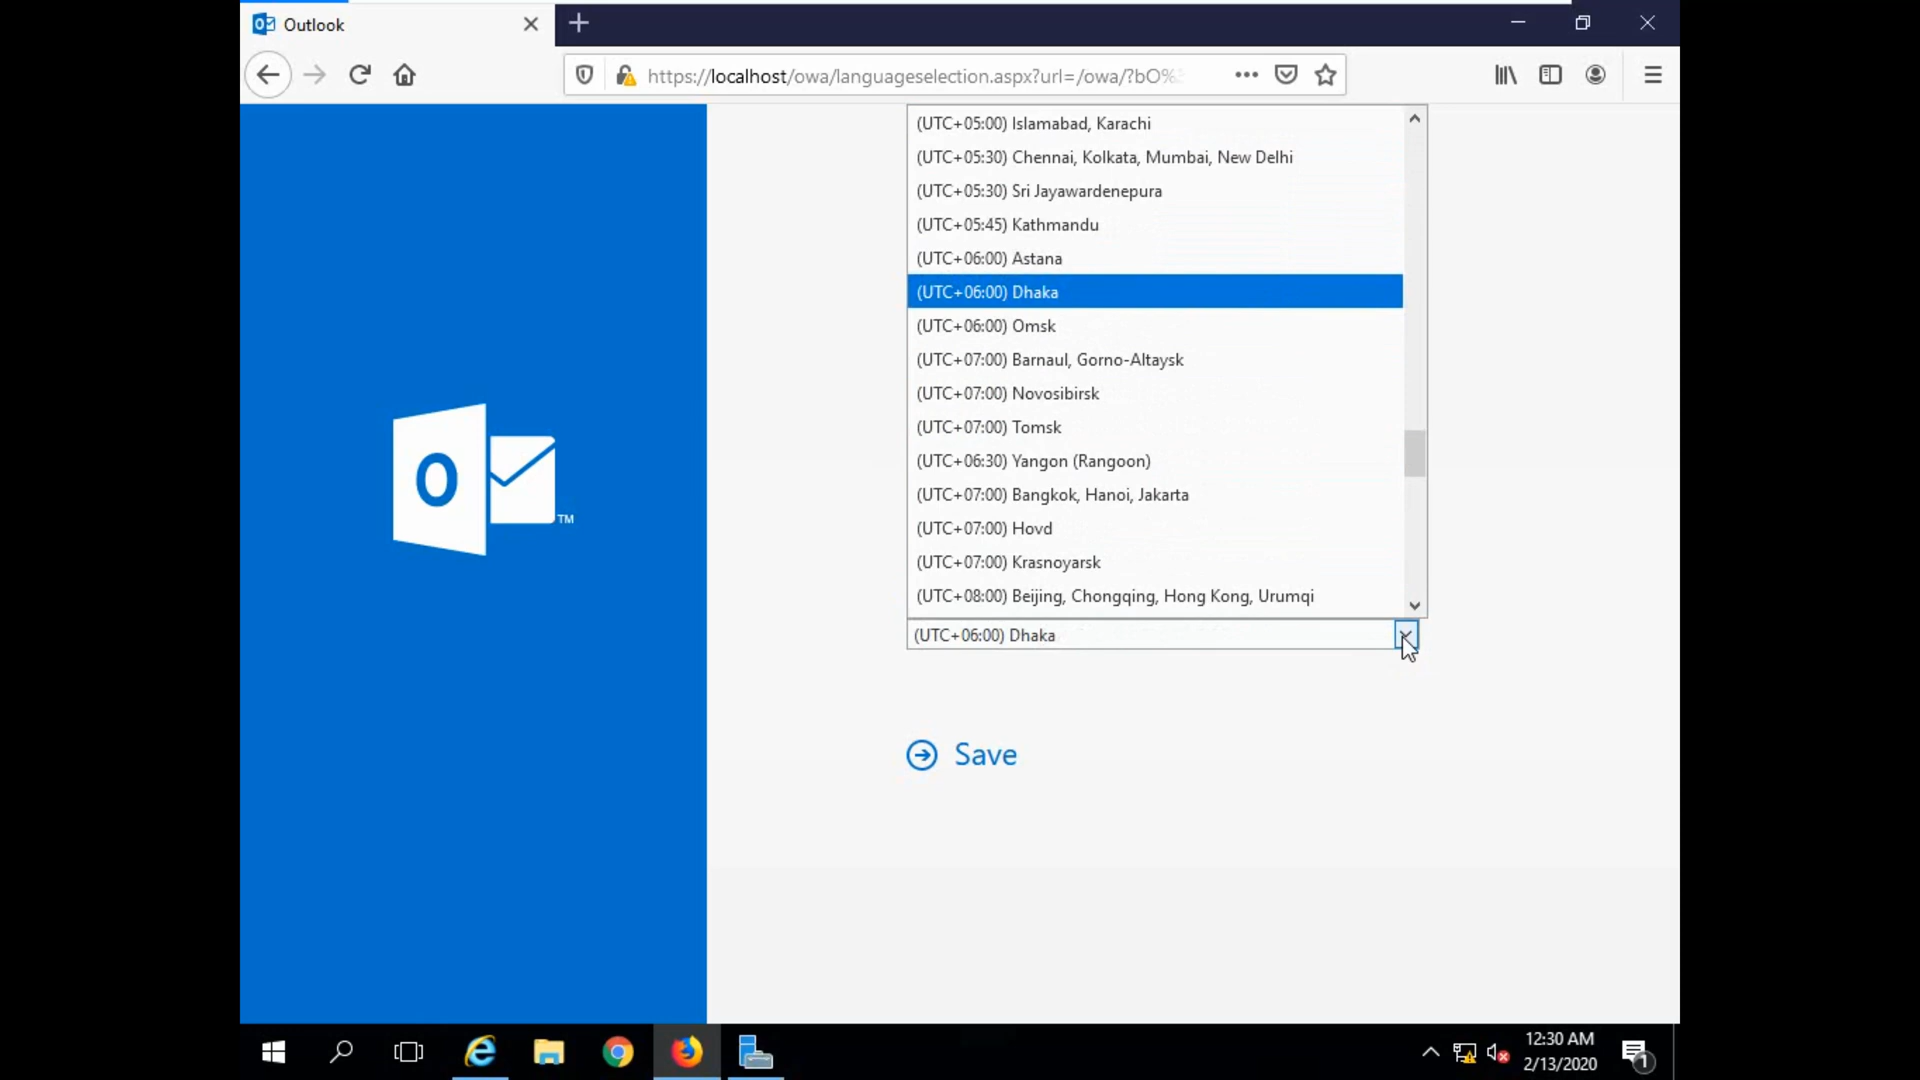 Outlook
https://localhost/owa/languageselection.aspx?url=/owa/?bO%
(UTC+05:00) Islamabad, Karachi
(UTC+05:30) Chennai, Kolkata, Mumbai, New Delhi
(UTC+05:30) Sri Jayawardenepura
(UTC+05:45) Kathmandu
(UTC+06:00) Astana
(UTC+06:00) Dhaka
(UTC+06:00) Omsk
(UTC+07:00) Barnaul, Gorno-Altaysk
(UTC+07:00) Novosibirsk
(UTC+07:00) Tomsk
(UTC+06:30) Yangon (Rangoon)
(UTC+07:00) Bangkok, Hanoi, Jakarta
(UTC+07:00) Hovd
(UTC+07:00) Krasnoyarsk
(UTC+08:00) Beijing, Chongqing, Hong Kong, Urumqi
(UTC+06:00) Dhaka
O TM
Save
12:30 AM
2/13/2020
1